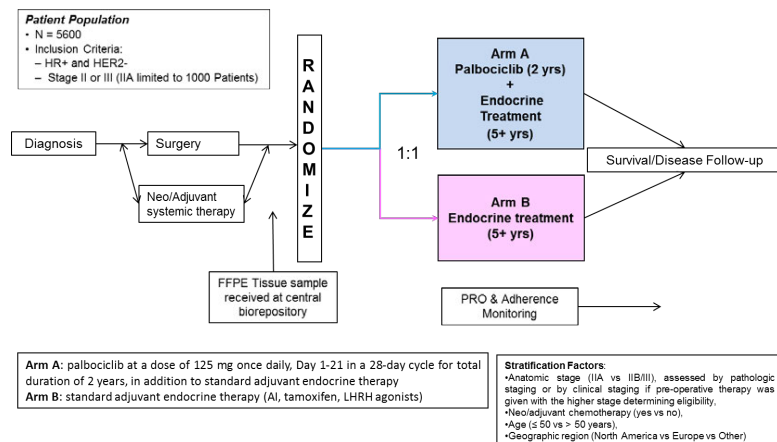 Patient Population
• N = 5600
• Inclusion Criteria:
– HR+ and HER2-
– Stage II or III (IIA limited to 1000 Patients)
Diagnosis
Surgery
Neo/Adjuvant
systemic therapy
RANDOMIZE
FFPE Tissue sample
received at central
biorepository
1:1
Arm A
Palbociclib (2 yrs)
+
Endocrine
Treatment
(5+ yrs)
Arm B
Endocrine treatment
(5+ yrs)
Survival/Disease Follow-up
PRO & Adherence
Monitoring
Arm A: palbociclib at a dose of 125 mg once daily, Day 1-21 in a 28-day cycle for total
duration of 2 years, in addition to standard adjuvant endocrine therapy
Arm B: standard adjuvant endocrine therapy (AI, tamoxifen, LHRH agonists)
Stratification Factors:
•Anatomic stage (IIA vs IIB/III), assessed by pathologic
staging or by clinical staging if pre-operative therapy was
given with the higher stage determining eligibility,
•Neo/adjuvant chemotherapy (yes vs no),
•Age (≤ 50 vs > 50 years),
•Geographic region (North America vs Europe vs Other)